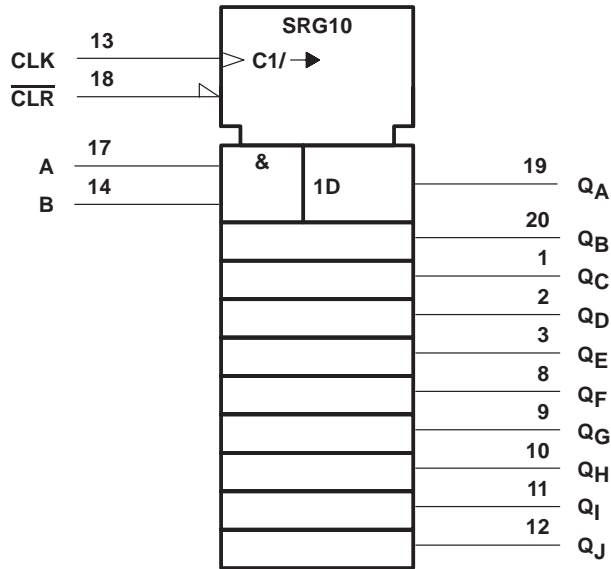 SRG10
13
CLK
C1/
18
CLR
17
A
&
14
B
1D
19
QA
20
QB
1
QC
2
QD
3
QE
8
QF
9
QG
10
QH
11
QI
12
QJ